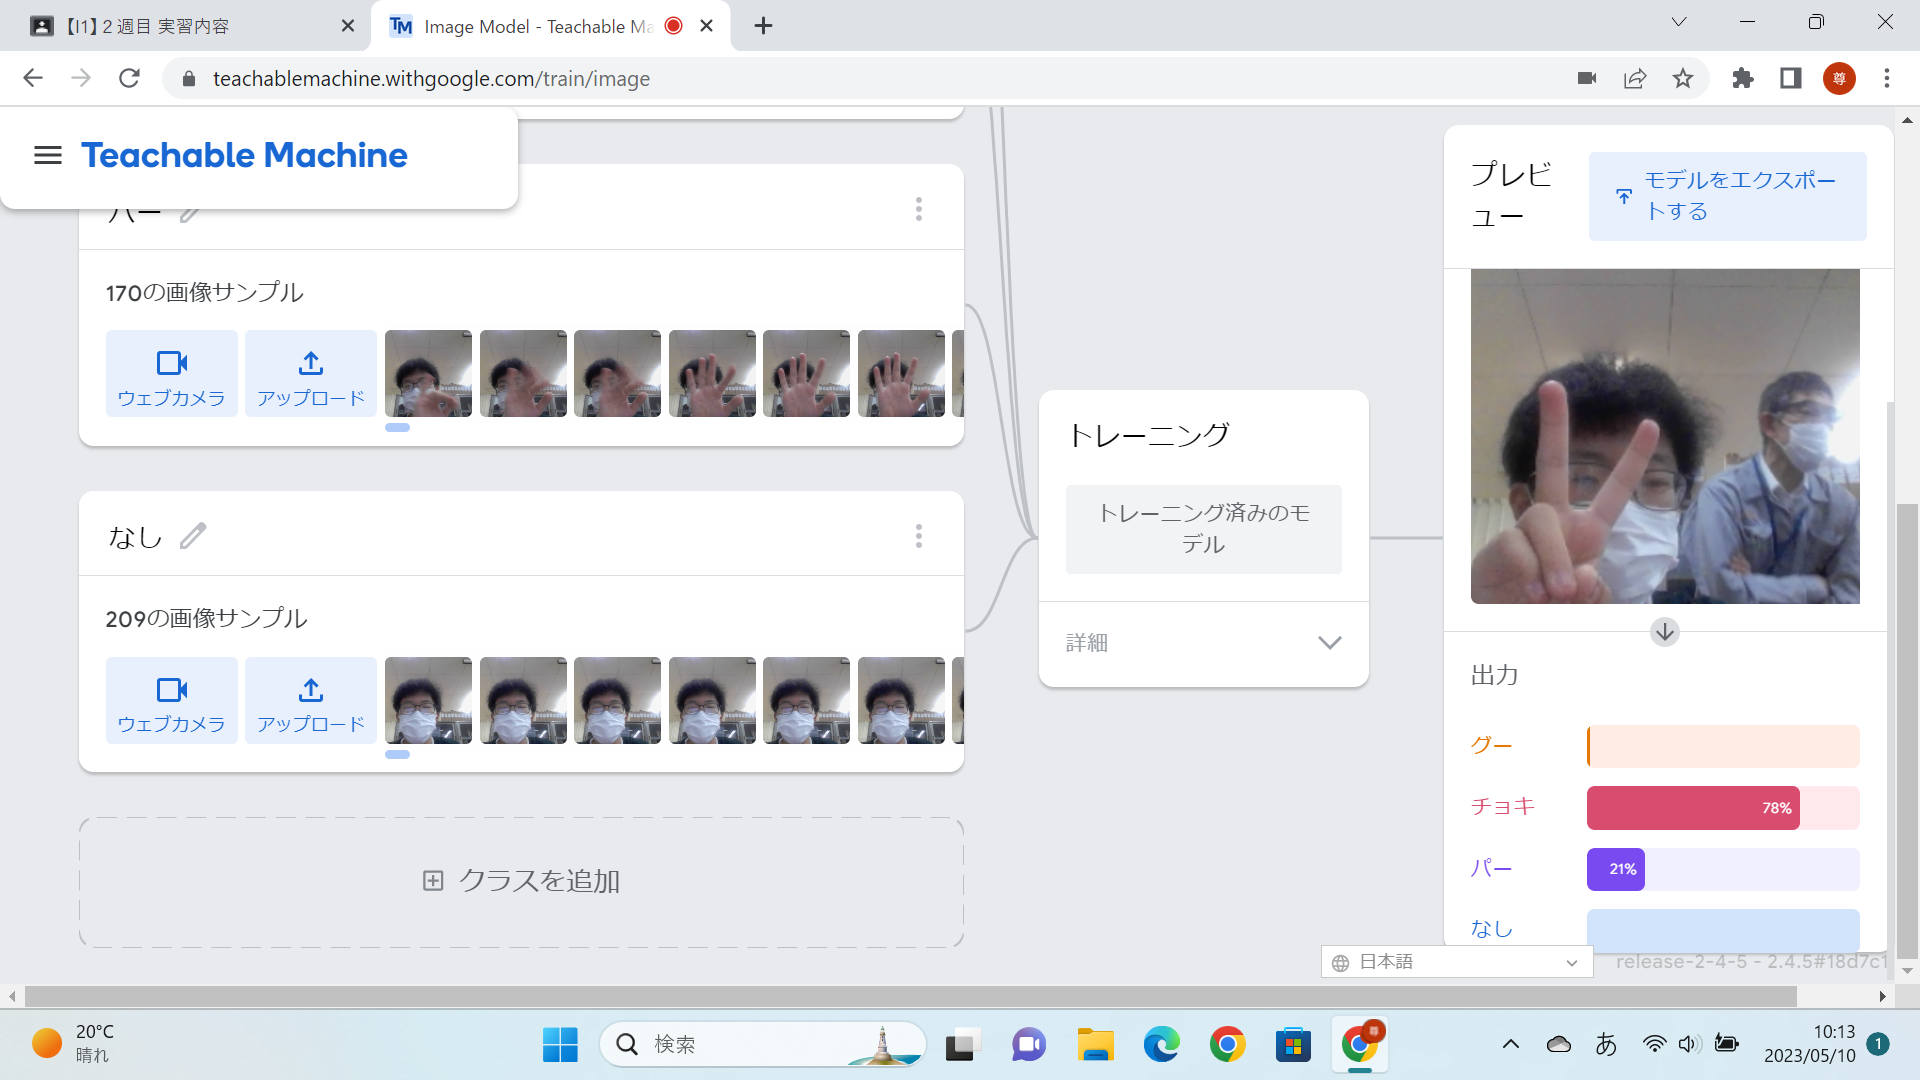 【I1】２週目 実習内容
TM
Image Model - Teachable Ma
teachablemachine.withgoogle.com/train/image
尊
Teachable Machine
パー
170の画像サンプル
ウェブカメラ
アップロード
なし
209の画像サンプル
ウェブカメラ
アップロード
クラスを追加
トレーニング
トレーニング済みのモ
デル
詳細
プレビ
ュー
モデルをエクスポー
トする
出力
グー
チョキ
78%
パー
21%
なし
日本語
release-2-4-5 - 2.4.5#18d7c1
20°C
晴れ
検索
あ
10:13
2023/05/10
1